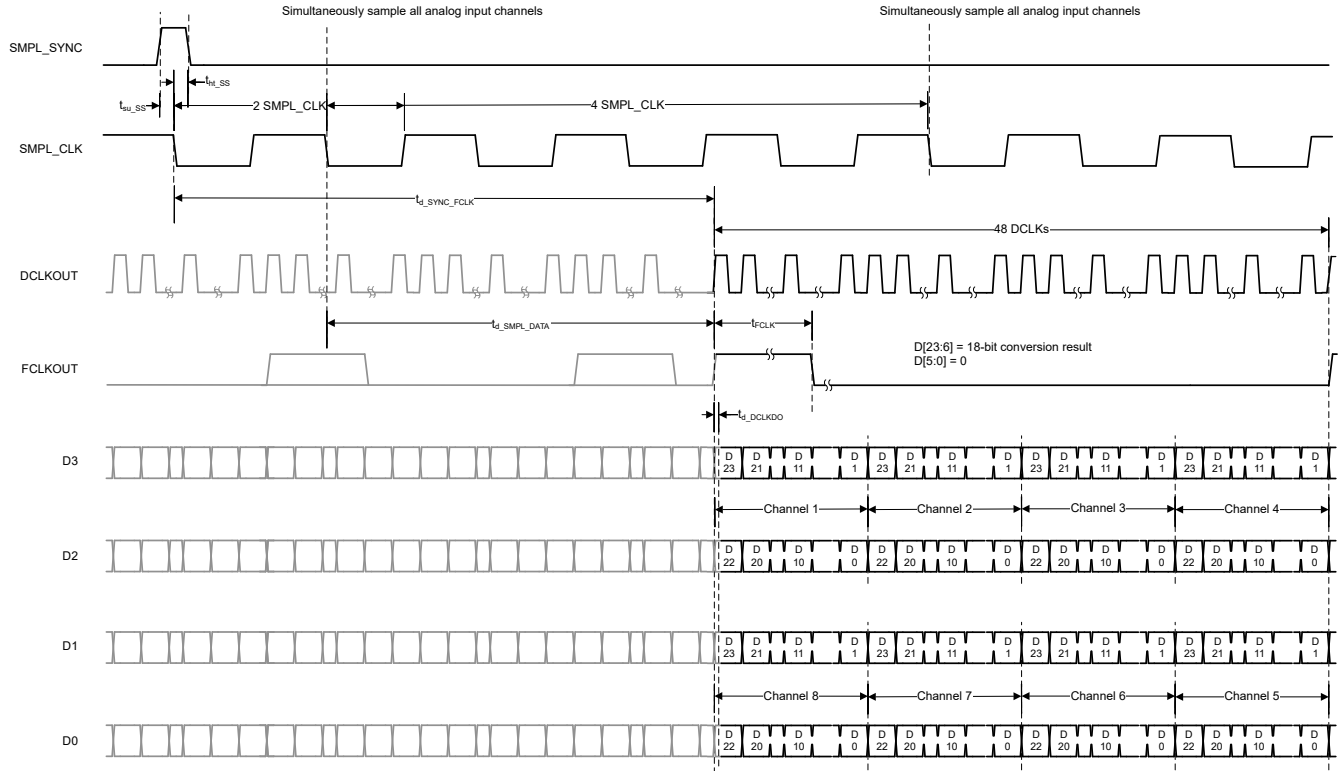 Simultaneously sample all analog input channels
Simultaneously sample all analog input channels
SMPL_SYNC
tht_SS
tsu_SS
2 SMPL_CLK
4 SMPL_CLK
SMPL_CLK
td_SYNC_FCLK
48 DCLKs
DCLKOUT
td_SMPL_DATA
tFCLK
D[23:6] = 18-bit conversion result
D[5:0] = 0
FCLKOUT
td_DCLKDO
D3
D 23 D 21 D 11 D 1 D 23 D 21 D 11 D 1 D 23 D 21 D 11 D 1 D 23 D 21 D 11 D 1
Channel 1 Channel 2 Channel 3 Channel 4
D2
D 22 D 20 D 10 D 0 D 22 D 20 D 10 D 0 D 22 D 20 D 10 D 0 D 22 D 20 D 10 D 0
D1
D 23 D 21 D 11 D 1 D 23 D 21 D 11 D 1 D 23 D 21 D 11 D 1 D 23 D 21 D 11 D 1
Channel 8 Channel 7 Channel 6 Channel 5
D0
D 22 D 20 D 10 D 0 D 22 D 20 D 10 D 0 D 22 D 20 D 10 D 0 D 22 D 20 D 10 D 0